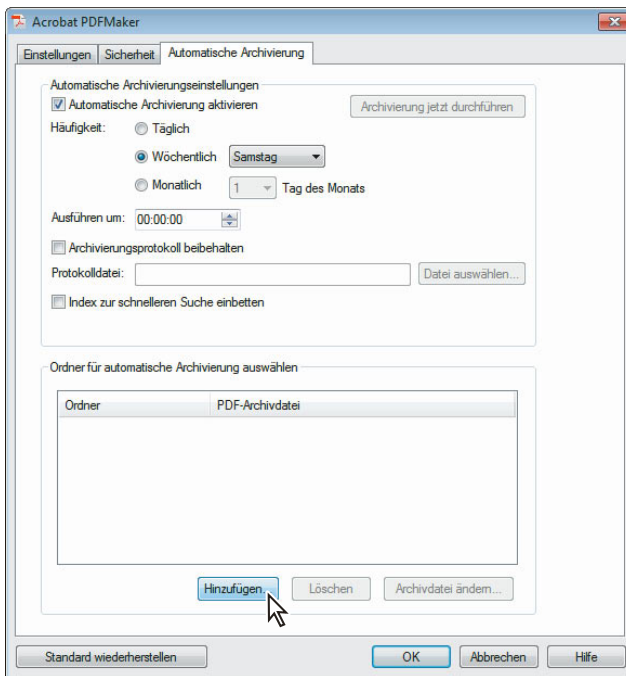 Acrobat PDFMaker
Einstellungen Sicherheit Automatische Archivierung
Automatische Archivierungseinstellungen
Automatische Archivierung aktivieren Archivierung jetzt durchführen
Häufigkeit: Täglich
Wöchentlich Samstag
Monatlich 1 Tag des Monats
Ausführen um: 00:00:00
Archivierungsprotokoll beibehalten
Protokolldatei: Datei auswählen...
Index zur schnelleren Suche einbetten
Ordner für automatische Archivierung auswählen
Ordner PDF-Archivdatei
Hinzufügen... Löschen Archivdatei ändern...
Standard wiederherstellen OK Abbrechen Hilfe